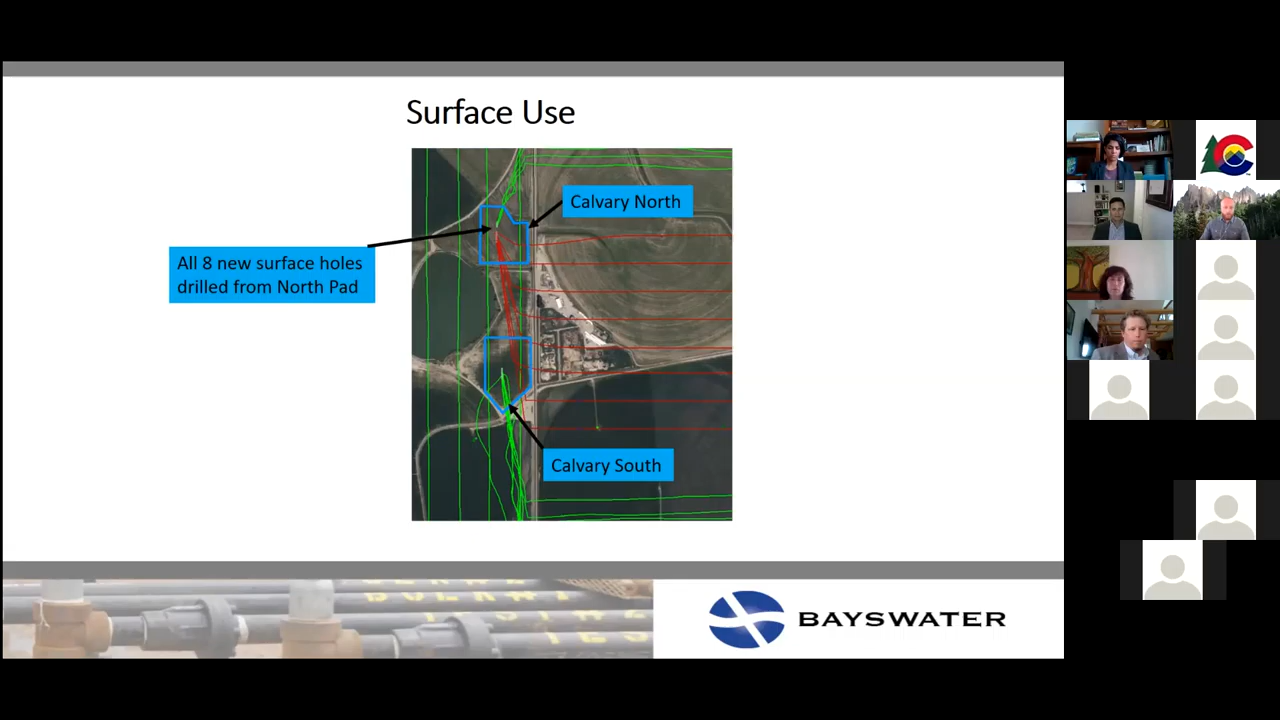 Surface Use
Calvary North
All 8 new surface holes
drilled from North Pad
Calvary South
BAYSWATER